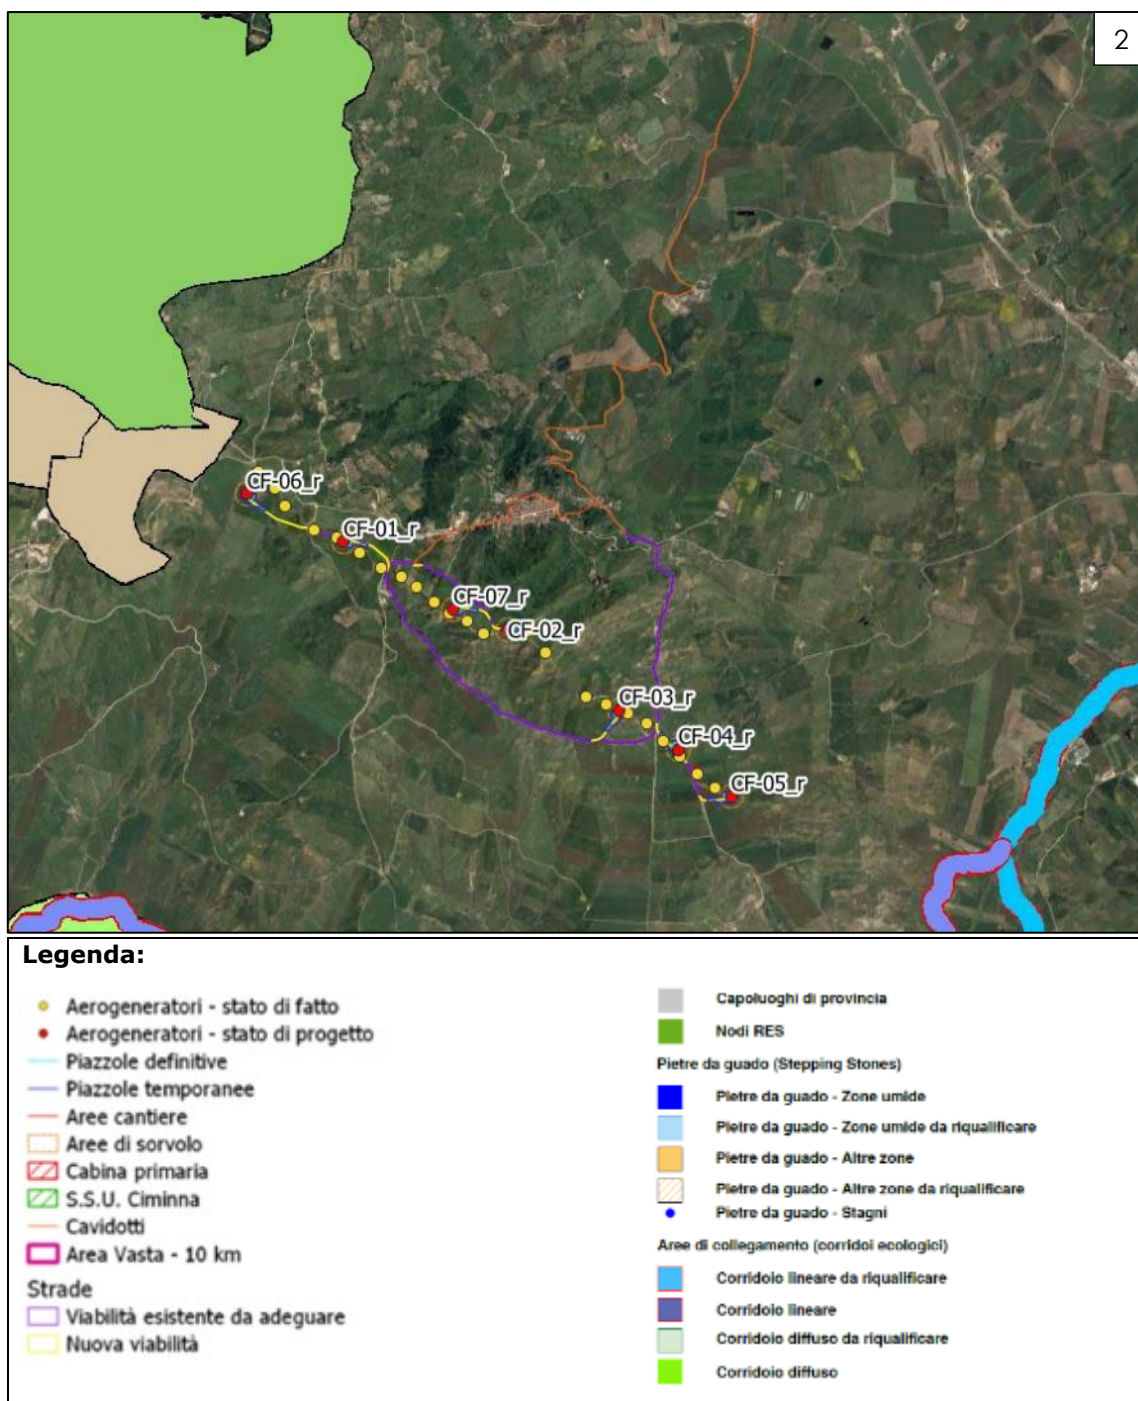 2
CF-06_r
CF-01_r
CF-07_r
CF-02_r
CF-03_r
CF-04_r
CF-05_r
Legenda:
Aerogeneratori - stato di fatto
Aerogeneratori - stato di progetto
Piazzole definitive
Piazzole temporanee
Aree cantiere
Aree di sorvolo
Cabina primaria
S.S.U. Ciminna
Cavidotti
Area Vasta - 10 km
Strade
Viabilità esistente da adeguare
Nuova viabilità
Capoluoghi di provincia
Nodi RES
Pietre da guado (Stepping Stones)
Pietre da guado - Zone umide
Pietre da guado - Zone umide da riqualificare
Pietre da guado - Altre zone
Pietre da guado - Altre zone da riqualificare
Pietre da guado - Stagni
Aree di collegamento (corridoi ecologici)
Corridoio lineare da riqualificare
Corridoio lineare
Corridoio diffuso da riqualificare
Corridoio diffuso